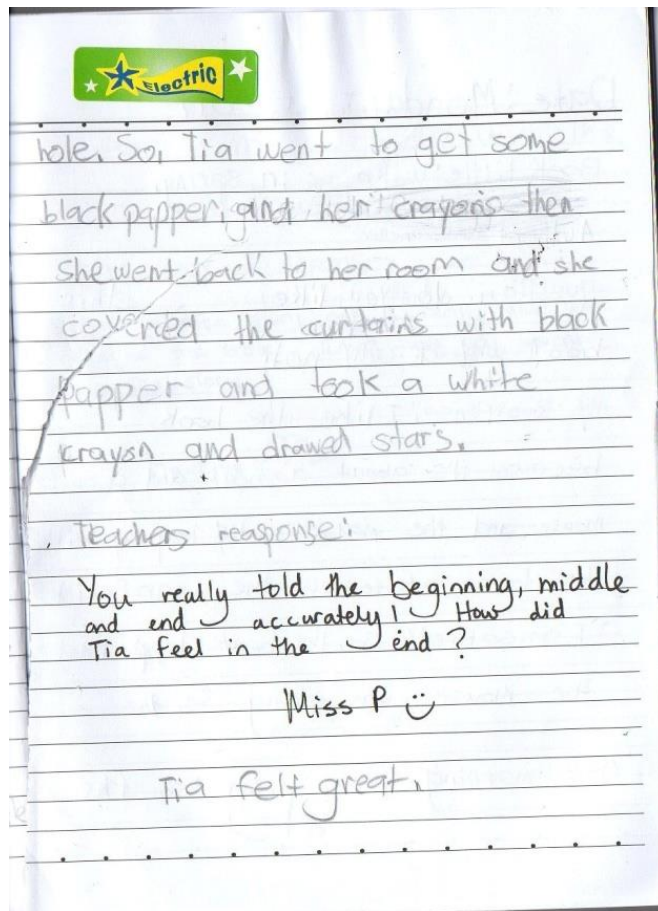 Electric
hole. So, Tia went to get some
black papper, and her crayons then
she went back to her room and she
covered the curtains with black
papper and took a white
crayon and drawed stars.
Teachers reasponse:
You really told the beginning, middle
and end accurately! How did
Tia feel in the end?
Miss P
Tia felt great.